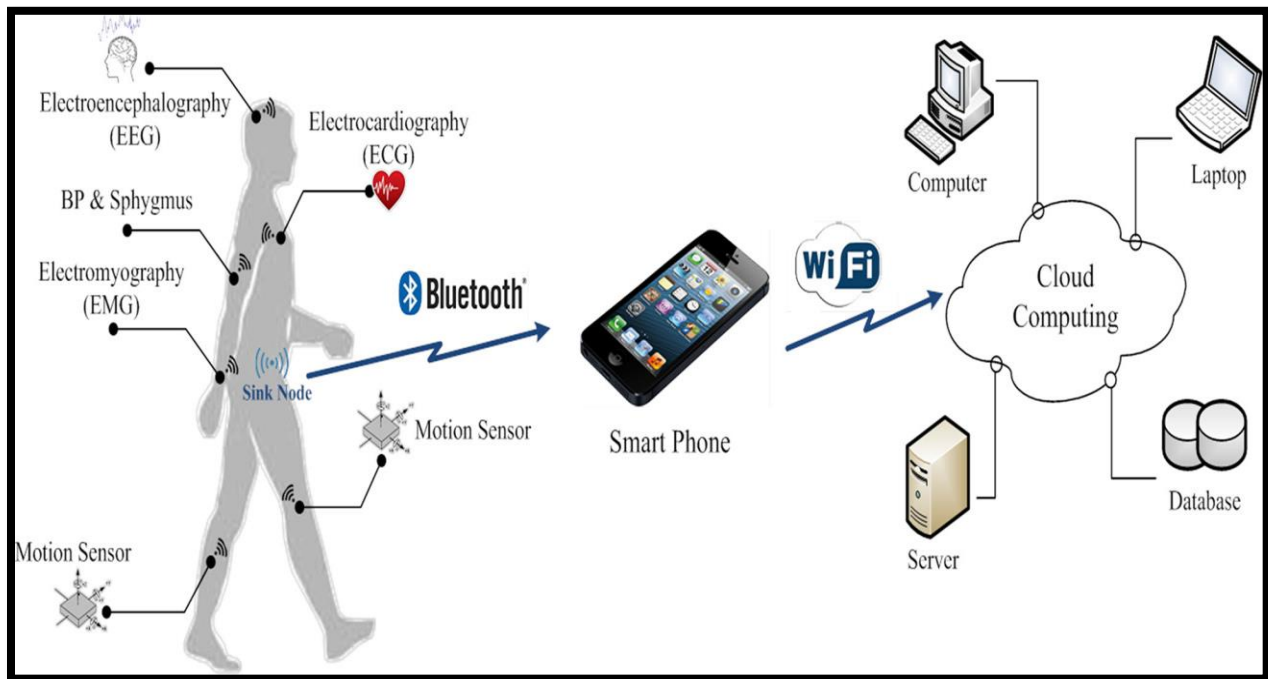 Electroencephalography
(EEG)
Electrocardiography
(ECG)
BP & Sphygmus
Electromyography
(EMG)
Sink Node
Motion Sensor
Motion Sensor
Bluetooth
Smart Phone
Wi Fi
Computer
Laptop
Cloud
Computing
Server
Database